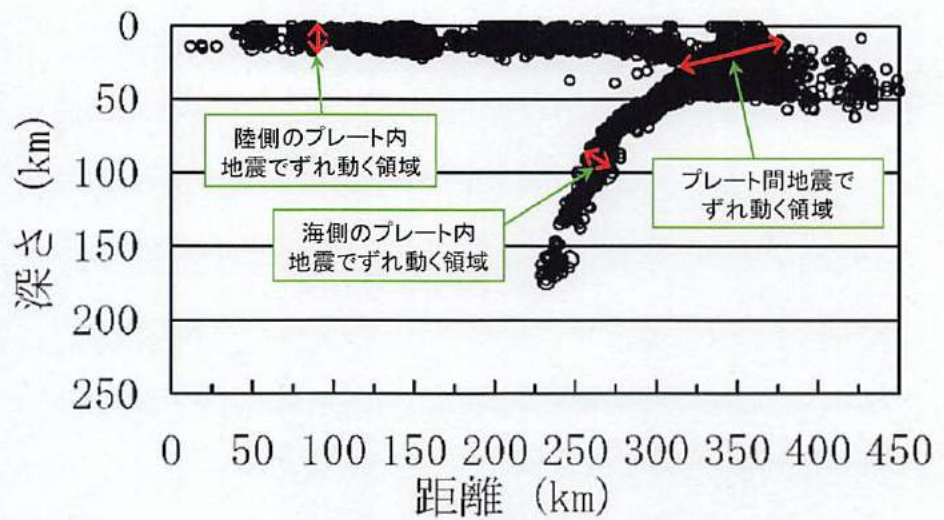 0
50
100
150
200
250
深さ (km)
陸側のプレート内
地震でずれ動く領域
海側のプレート内
地震でずれ動く領域
プレート間地震で
ずれ動く領域
0 50 100 150 200 250 300 350 400 450
距離 (km)